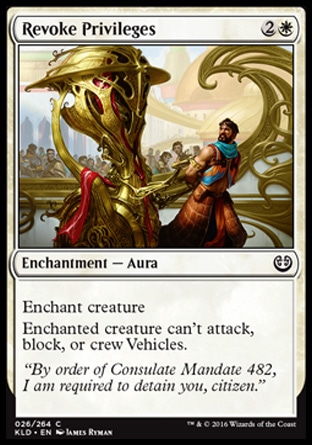 Revoke Privileges 2
Enchantment — Aura
Enchant creature
Enchanted creature can't attack,
block, or crew Vehicles.
"By order of Consulate Mandate 482,
I am required to detain you, citizen."
026/264 C
KLD • EN James Ryman
™ & © 2016 Wizards of the Coast